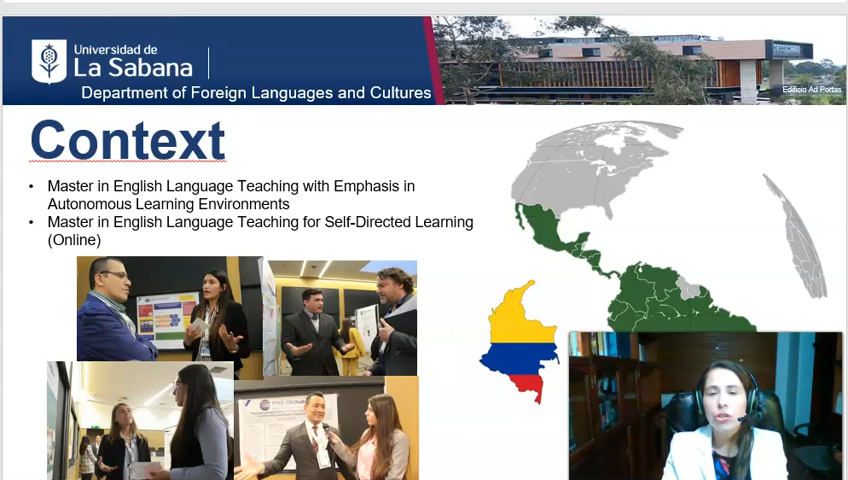 Universidad de
La Sabana
Department of Foreign Languages and Cultures
Edificio Ad Portas
Context
• Master in English Language Teaching with Emphasis in
Autonomous Learning Environments
• Master in English Language Teaching for Self-Directed Learning
(Online)